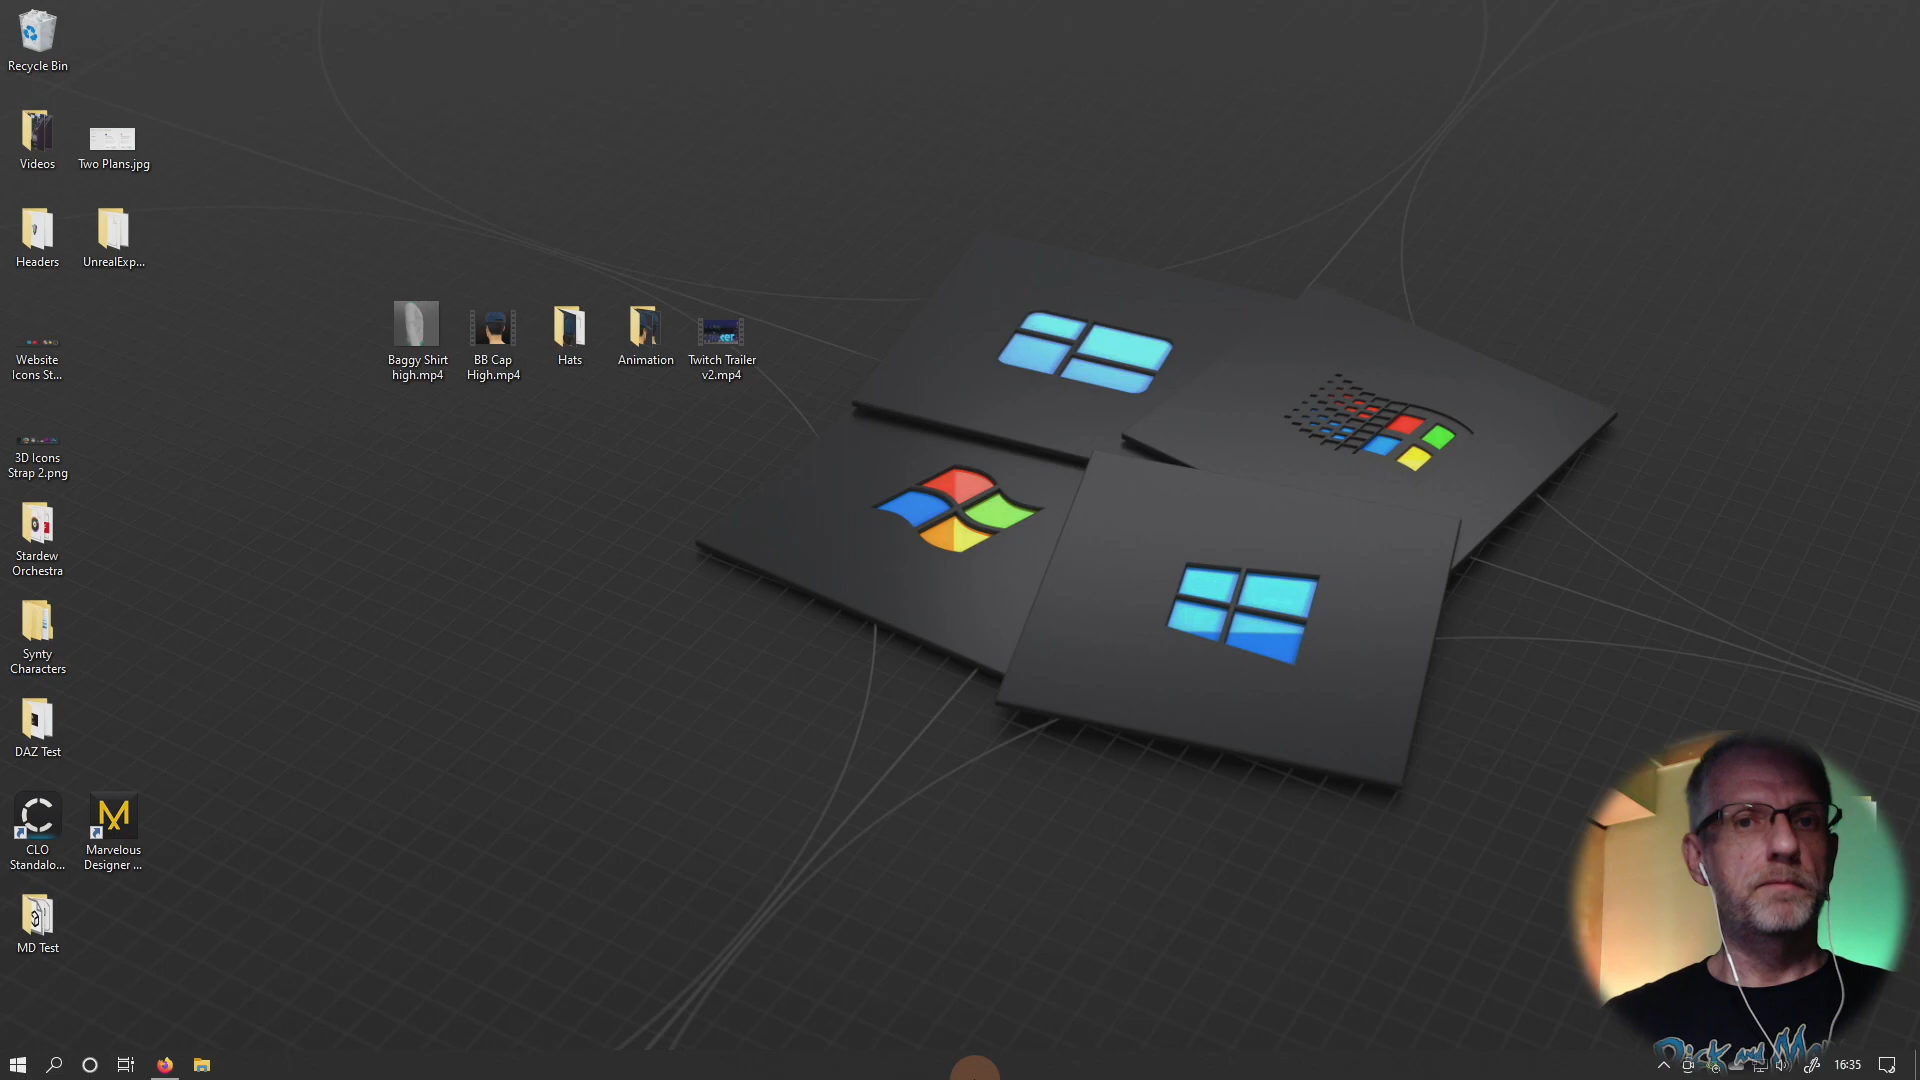 Recycle Bin
Videos
Two Plans.jpg
Headers
UnrealExp...
Website
Icons St...
Baggy Shirt
high.mp4
BB Cap
High.mp4
Hats
Animation
Twitch Trailer
v2.mp4
3D Icons
Strap 2.png
Stardew
Orchestra
Synty
Characters
DAZ Test
CLO
Standalo...
Marvelous
Designer ...
MD Test
16:35